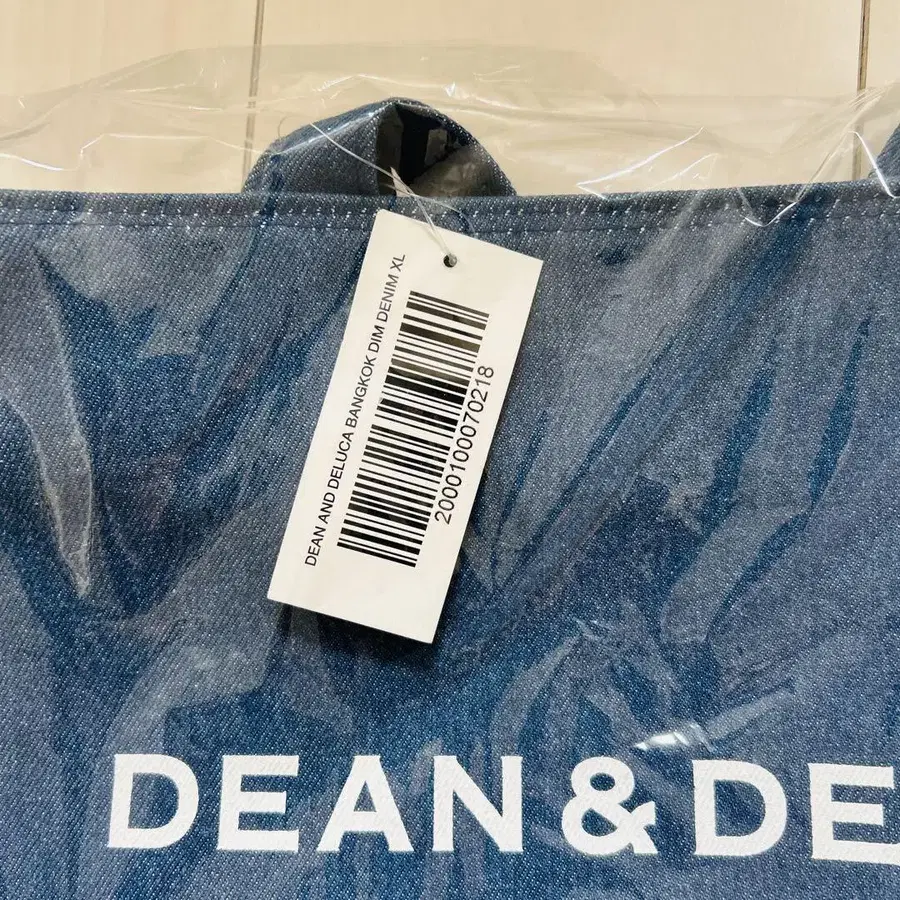 DEAN AND DELUCA BANGKOK DIM DENIM XL
2000100070218
DEAN & DE